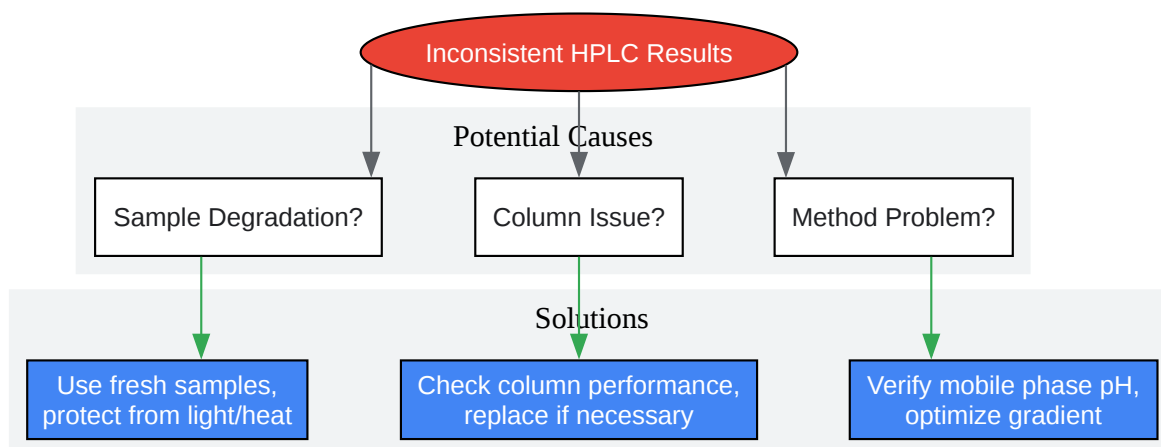 Inconsistent HPLC Results
Potential Causes
Sample Degradation?
Column Issue?
Method Problem?
Solutions
Use fresh samples,
protect from light/heat
Check column performance,
replace if necessary
Verify mobile phase pH,
optimize gradient